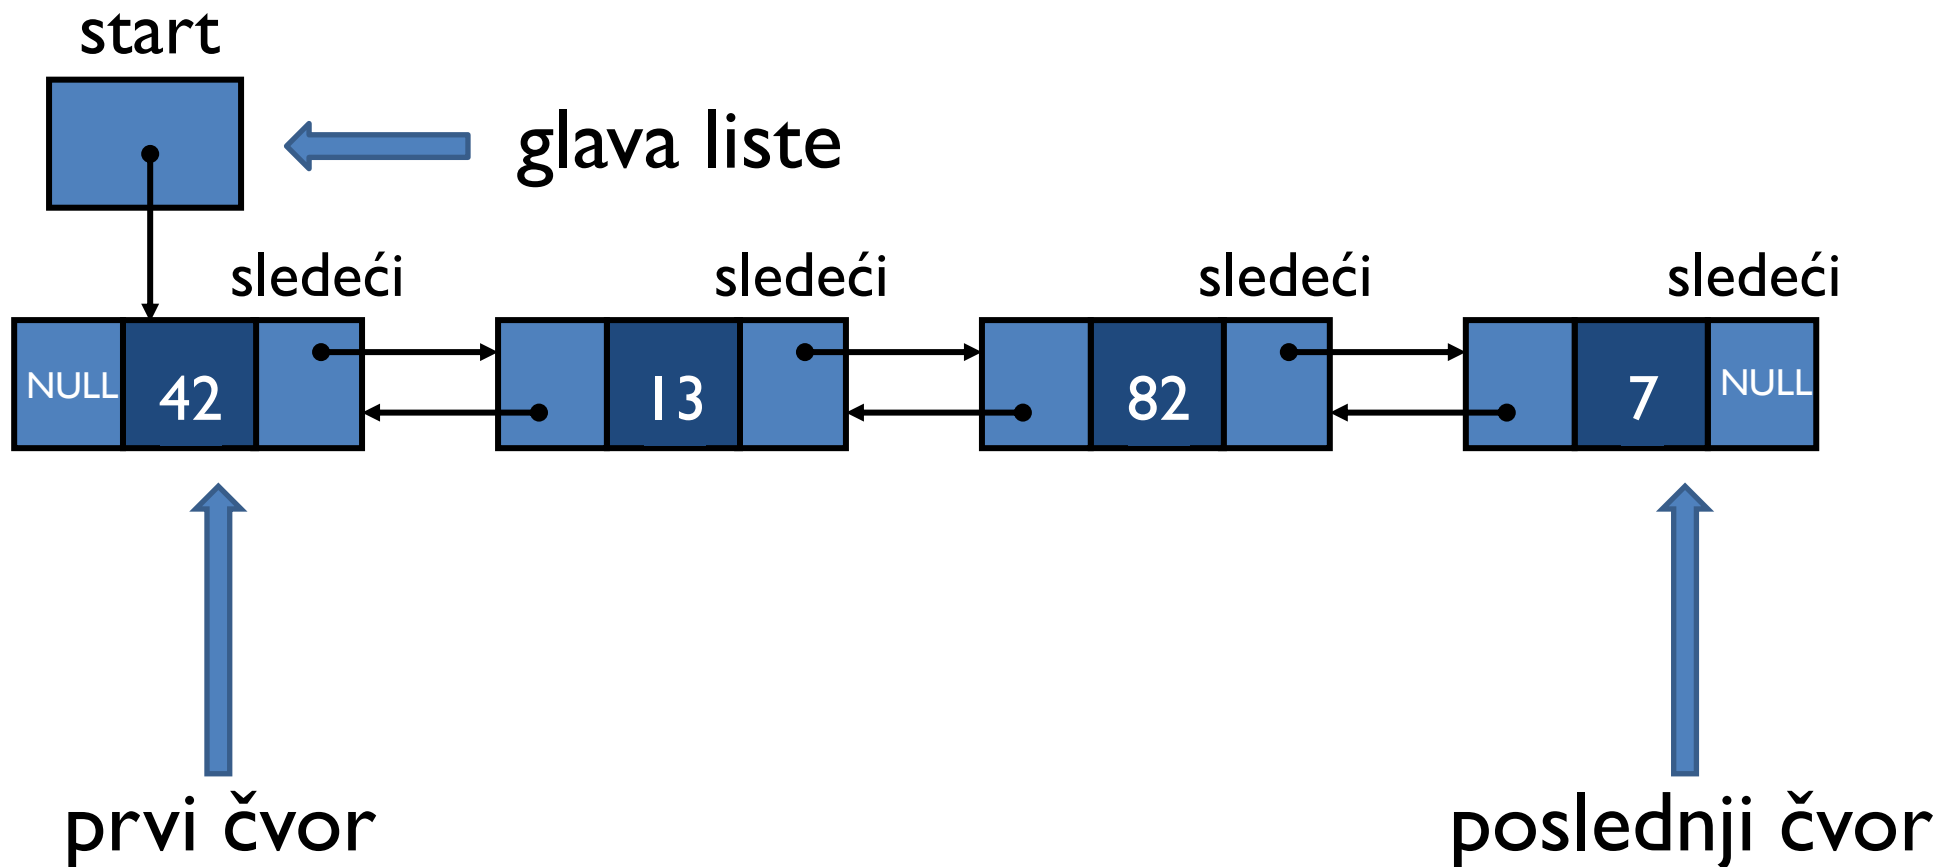 start
glava liste
sledeći sledeći sledeći sledeći
NULL 42 13 82 7 NULL
prvi čvor poslednji čvor